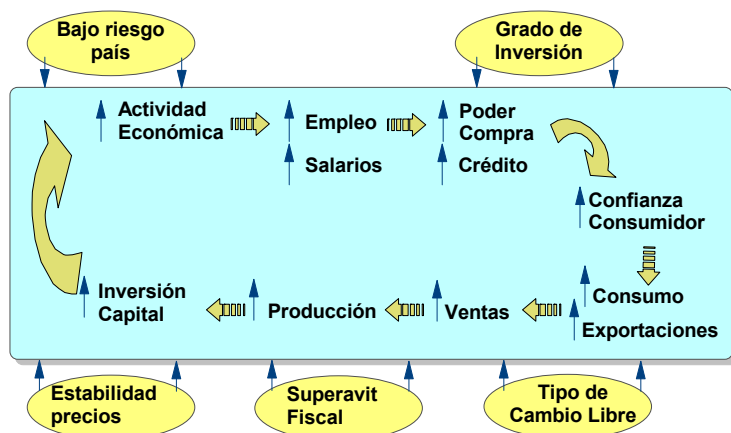 Bajo riesgo
país
Grado de
Inversión
Actividad
Económica
Empleo
Salarios
Poder
Compra
Crédito
Confianza
Consumidor
Consumo
Exportaciones
Ventas
Producción
Inversión
Capital
Estabilidad
precios
Superavit
Fiscal
Tipo de
Cambio Libre